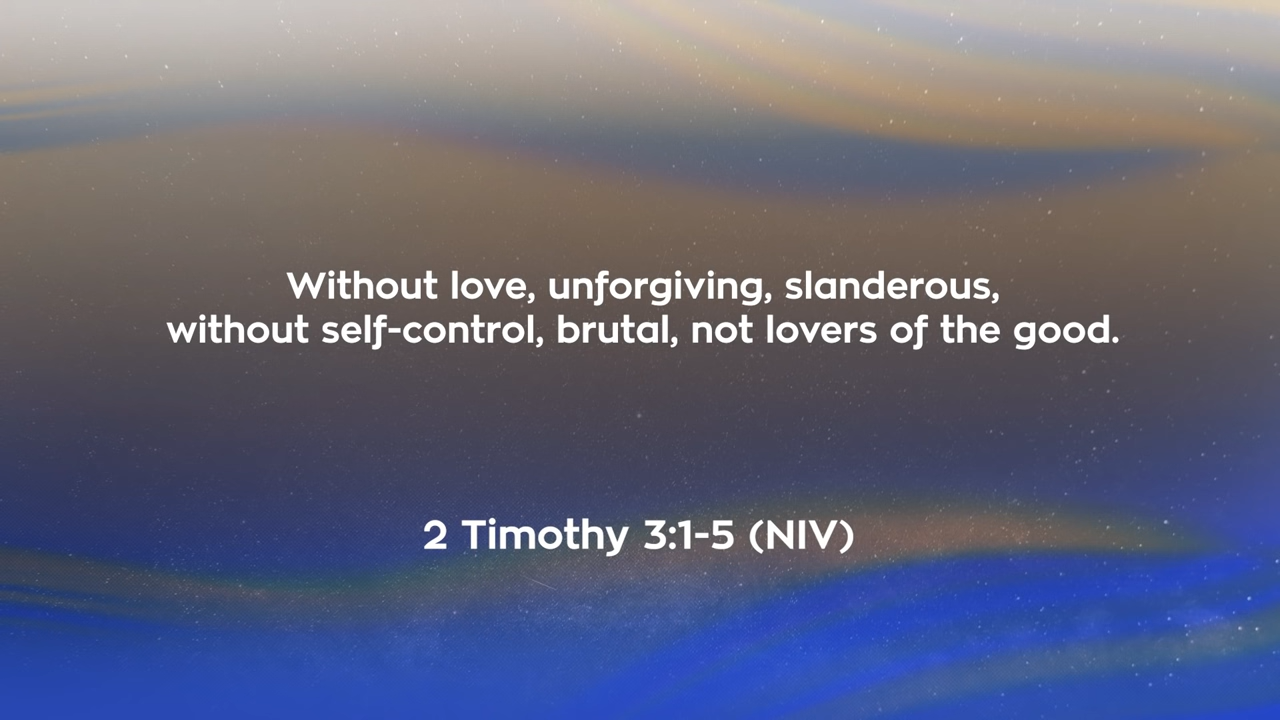 Without love, unforgiving, slanderous,
without self-control, brutal, not lovers of the good.
2 Timothy 3:1-5 (NIV)